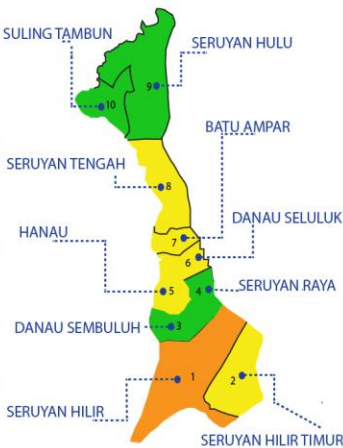 SULING TAMBUN
SERUYAN HULU
9
10
BATU AMPAR
SERUYAN TENGAH
8
DANAU SELULUK
HANAU
7
6
SERUYAN RAYA
5
4
DANAU SEMBULUH
3
1
2
SERUYAN HILIR
SERUYAN HILIR TIMUR